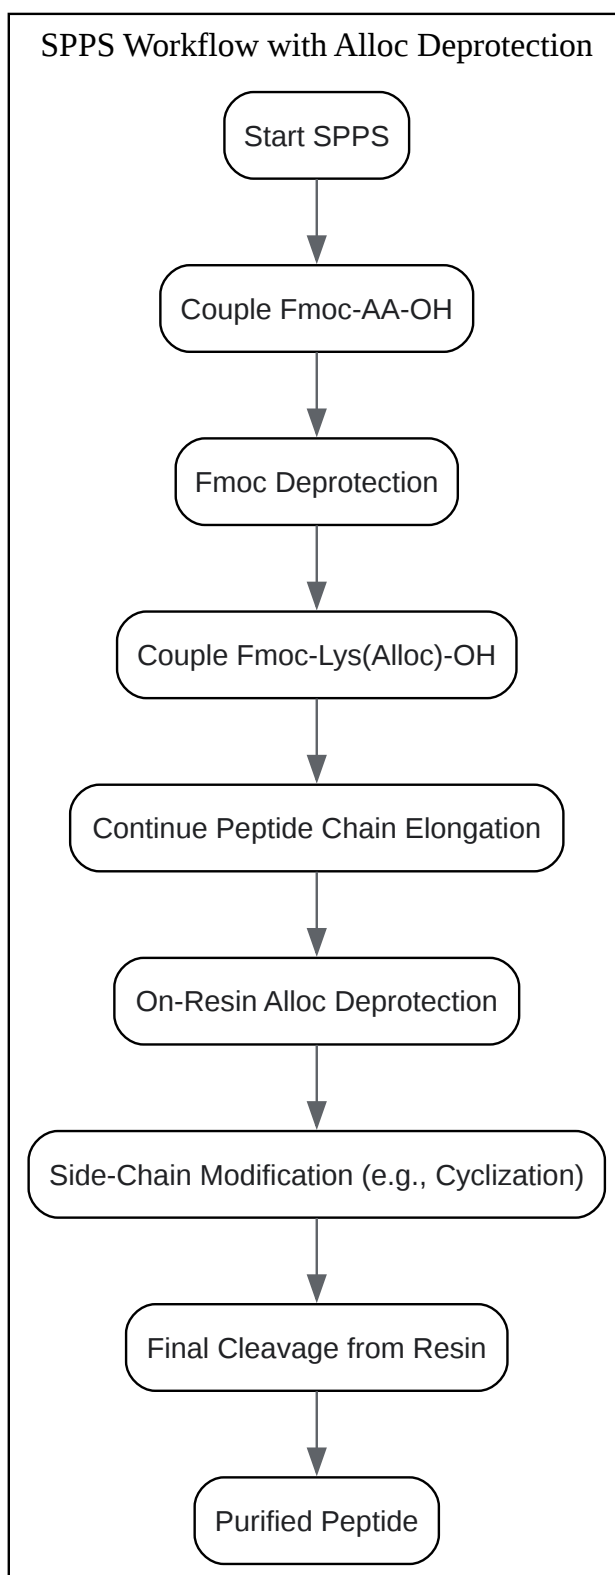 SPPS Workflow with Alloc Deprotection
Start SPPS
Couple Fmoc-AA-OH
Fmoc Deprotection
Couple Fmoc-Lys(Alloc)-OH
Continue Peptide Chain Elongation
On-Resin Alloc Deprotection
Side-Chain Modification (e.g., Cyclization)
Final Cleavage from Resin
Purified Peptide